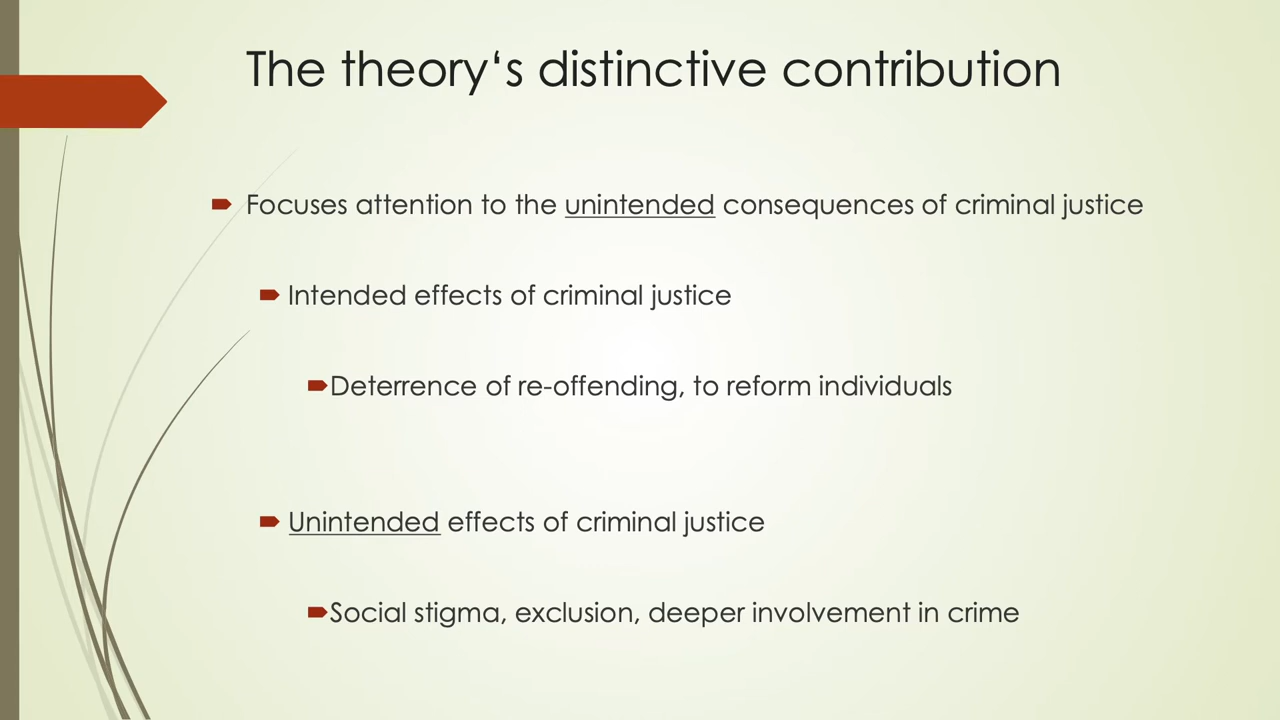 The theory‘s distinctive contribution
Focuses attention to the unintended consequences of criminal justice
Intended effects of criminal justice
Deterrence of re-offending, to reform individuals
Unintended effects of criminal justice
Social stigma, exclusion, deeper involvement in crime